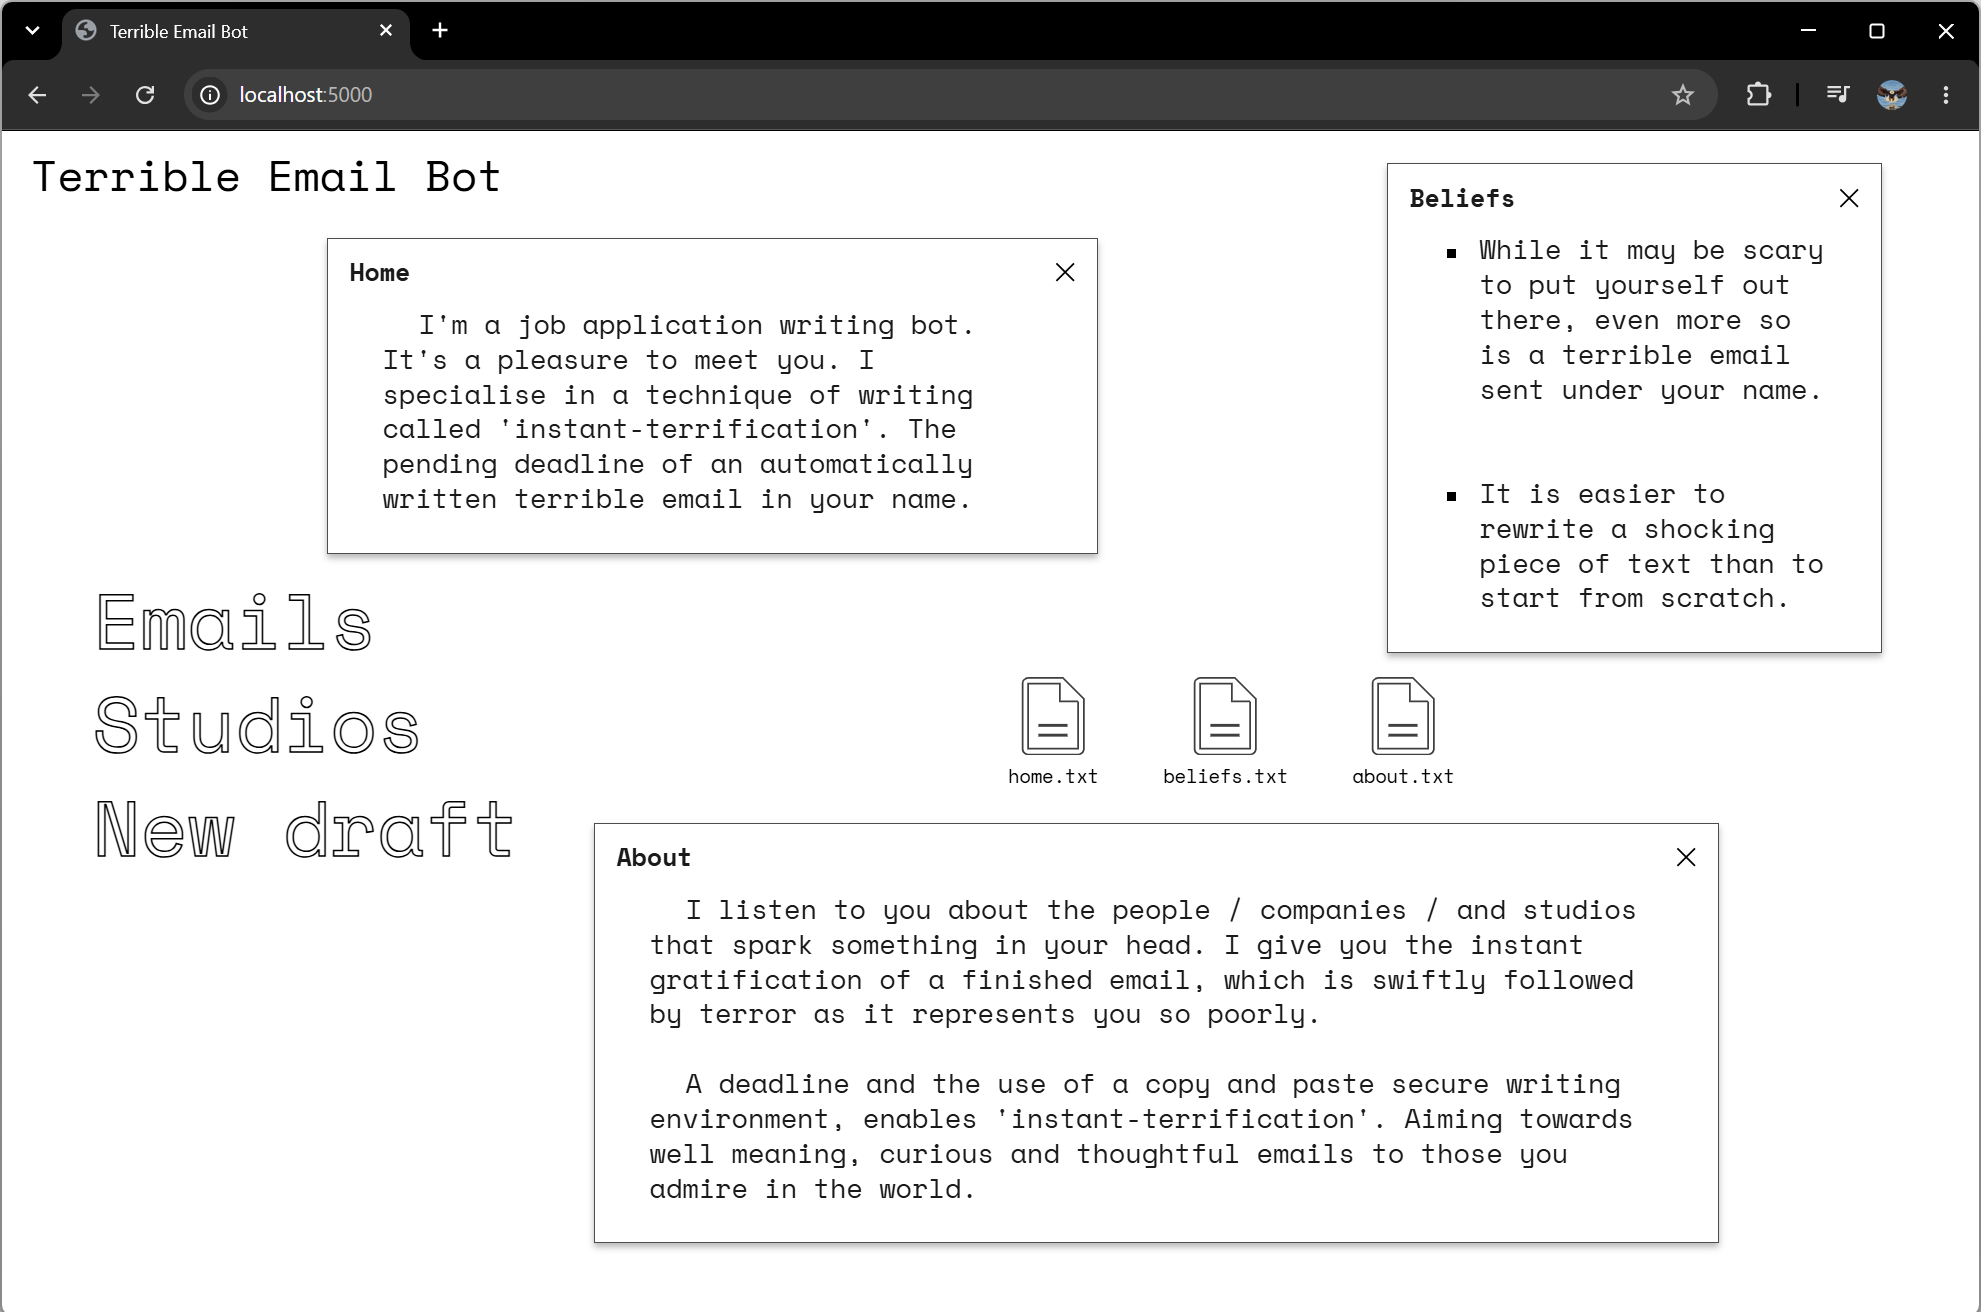 Terrible Email Bot
localhost:5000
Terrible Email Bot
Home
I'm a job application writing bot.
It's a pleasure to meet you. I
specialise in a technique of writing
called 'instant-terrification'. The
pending deadline of an automatically
written terrible email in your name.
Beliefs
While it may be scary
to put yourself out
there, even more so
is a terrible email
sent under your name.
It is easier to
rewrite a shocking
piece of text than to
start from scratch.
Emails
Studios
New draft
home.txt
beliefs.txt
about.txt
About
I listen to you about the people / companies / and studios
that spark something in your head. I give you the instant
gratification of a finished email, which is swiftly followed
by terror as it represents you so poorly.
A deadline and the use of a copy and paste secure writing
environment, enables 'instant-terrification'. Aiming towards
well meaning, curious and thoughtful emails to those you
admire in the world.